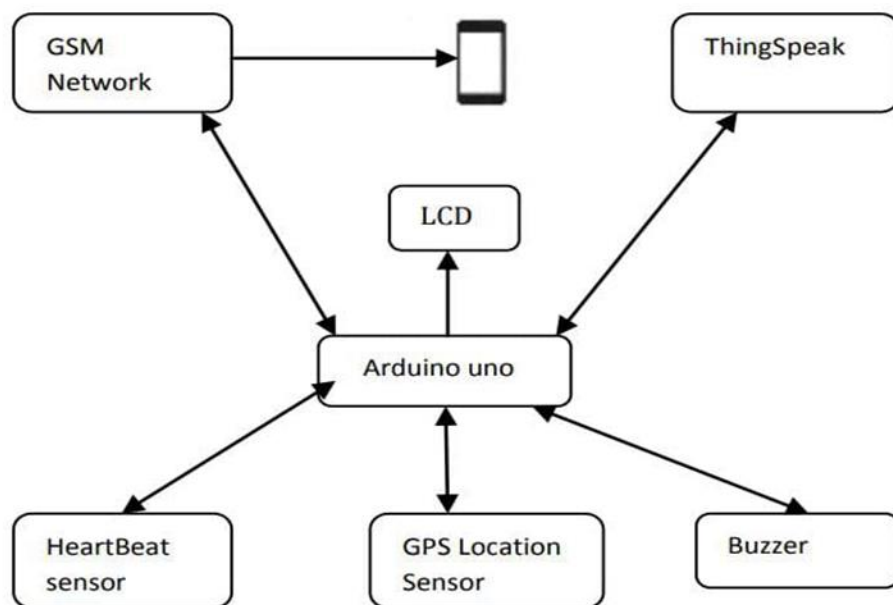 GSM
Network
ThingSpeak
LCD
Arduino uno
HeartBeat
sensor
GPS Location
Sensor
Buzzer